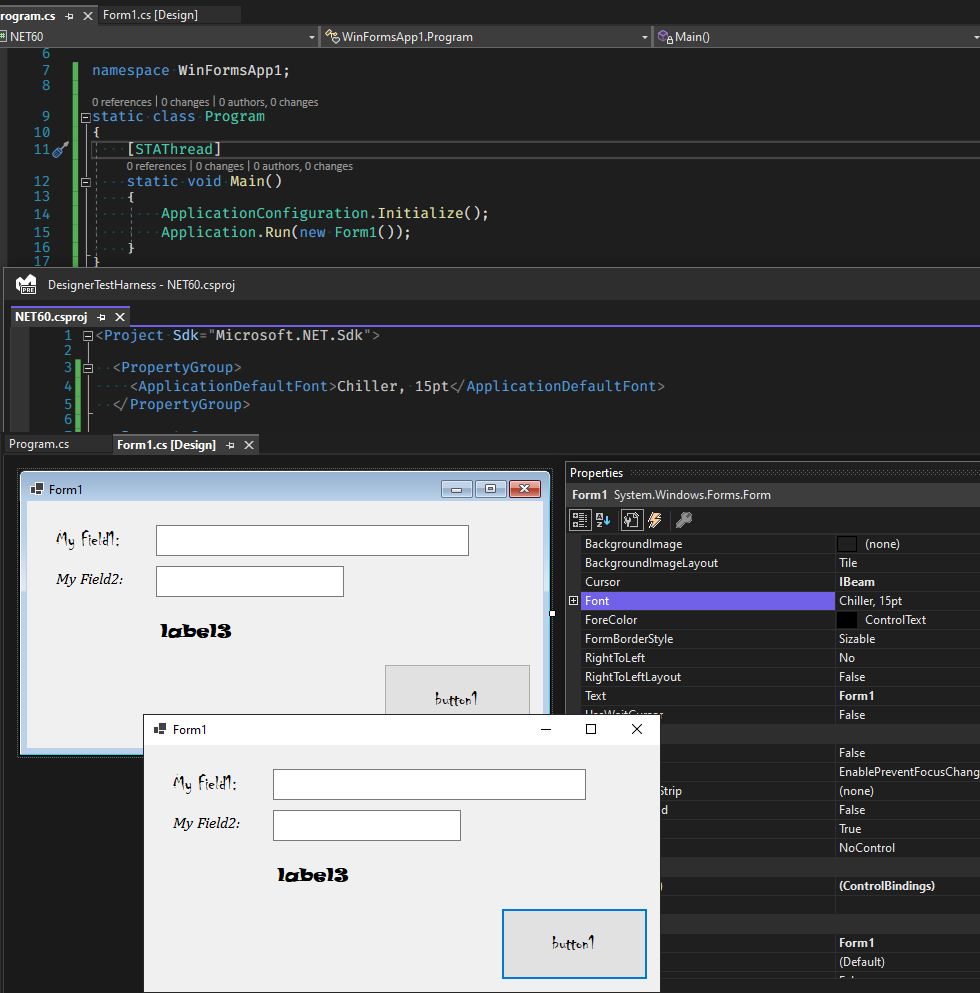 rogram.cs Form1.cs [Design]
NET60 WinFormsApp1.Program Main()
6
7 namespace WinFormsApp1;
8
0 references | 0 changes | 0 authors, 0 changes
9 static class Program
10 {
11 [STAThread]
0 references | 0 changes | 0 authors, 0 changes
12 static void Main()
13 {
14 ApplicationConfiguration.Initialize();
15 Application.Run(new Form1());
16 }
17 }
PRE DesignerTestHarness - NET60.csproj
NET60.csproj
1 <Project Sdk="Microsoft.NET.Sdk">
2
3 <PropertyGroup>
4 <ApplicationDefaultFont>Chiller, 15pt</ApplicationDefaultFont>
5 </PropertyGroup>
6
Program.cs Form1.cs [Design]
Form1
My Field1:
My Field2:
label3
button1
Properties
Form1 System.Windows.Forms.Form
BackgroundImage (none)
BackgroundImageLayout Tile
Cursor IBeam
Font Chiller, 15pt
ForeColor ControlText
FormBorderStyle Sizable
RightToLeft No
RightToLeftLayout False
Text Form1
UseWaitCursor False
False
EnablePreventFocusChang
Strip (none)
d False
True
NoControl
) (ControlBindings)
Form1
(Default)
Form1
My Field1:
My Field2:
label3
button1